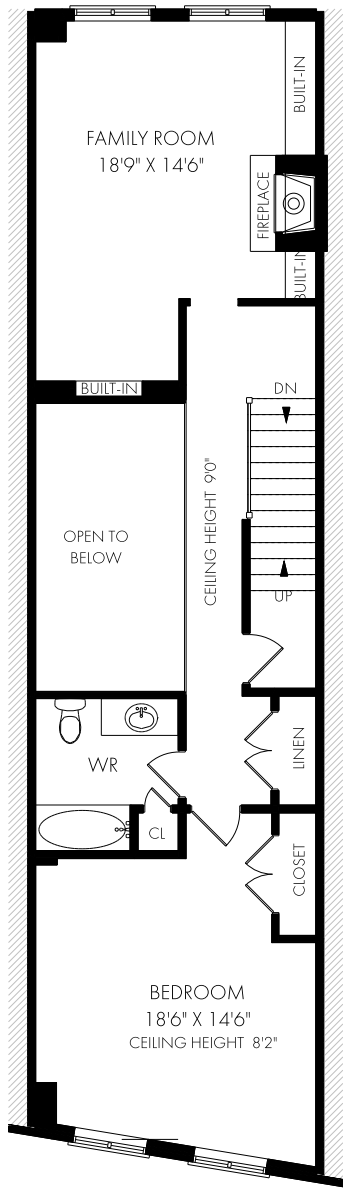 BUILT-IN
FAMILY ROOM
18'9" X 14'6"
FIREPLACE
BUILT-IN
BUILT-IN
DN
CEILING HEIGHT 9'0"
OPEN TO
BELOW
UP
WR
LINEN
CL
CLOSET
BEDROOM
18'6" X 14'6"
CEILING HEIGHT 8'2"